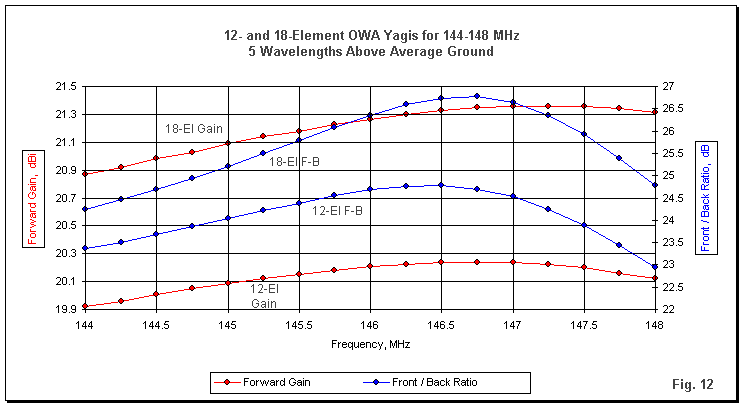 12- and 18-Element OWA Yagis for 144-148 MHz
5 Wavelengths Above Average Ground
Forward Gain, dBi
21.5
21.3
21.1
20.9
20.7
20.5
20.3
20.1
19.9
18-El Gain
18-El F-B
12-El F-B
12-El
Gain
27
26.5
26
25.5
25
24.5
24
23.5
23
22.5
22
Front / Back Ratio, dB
144 144.5 145 145.5 146 146.5 147 147.5 148
Frequency, MHz
Forward Gain Front / Back Ratio
Fig. 12